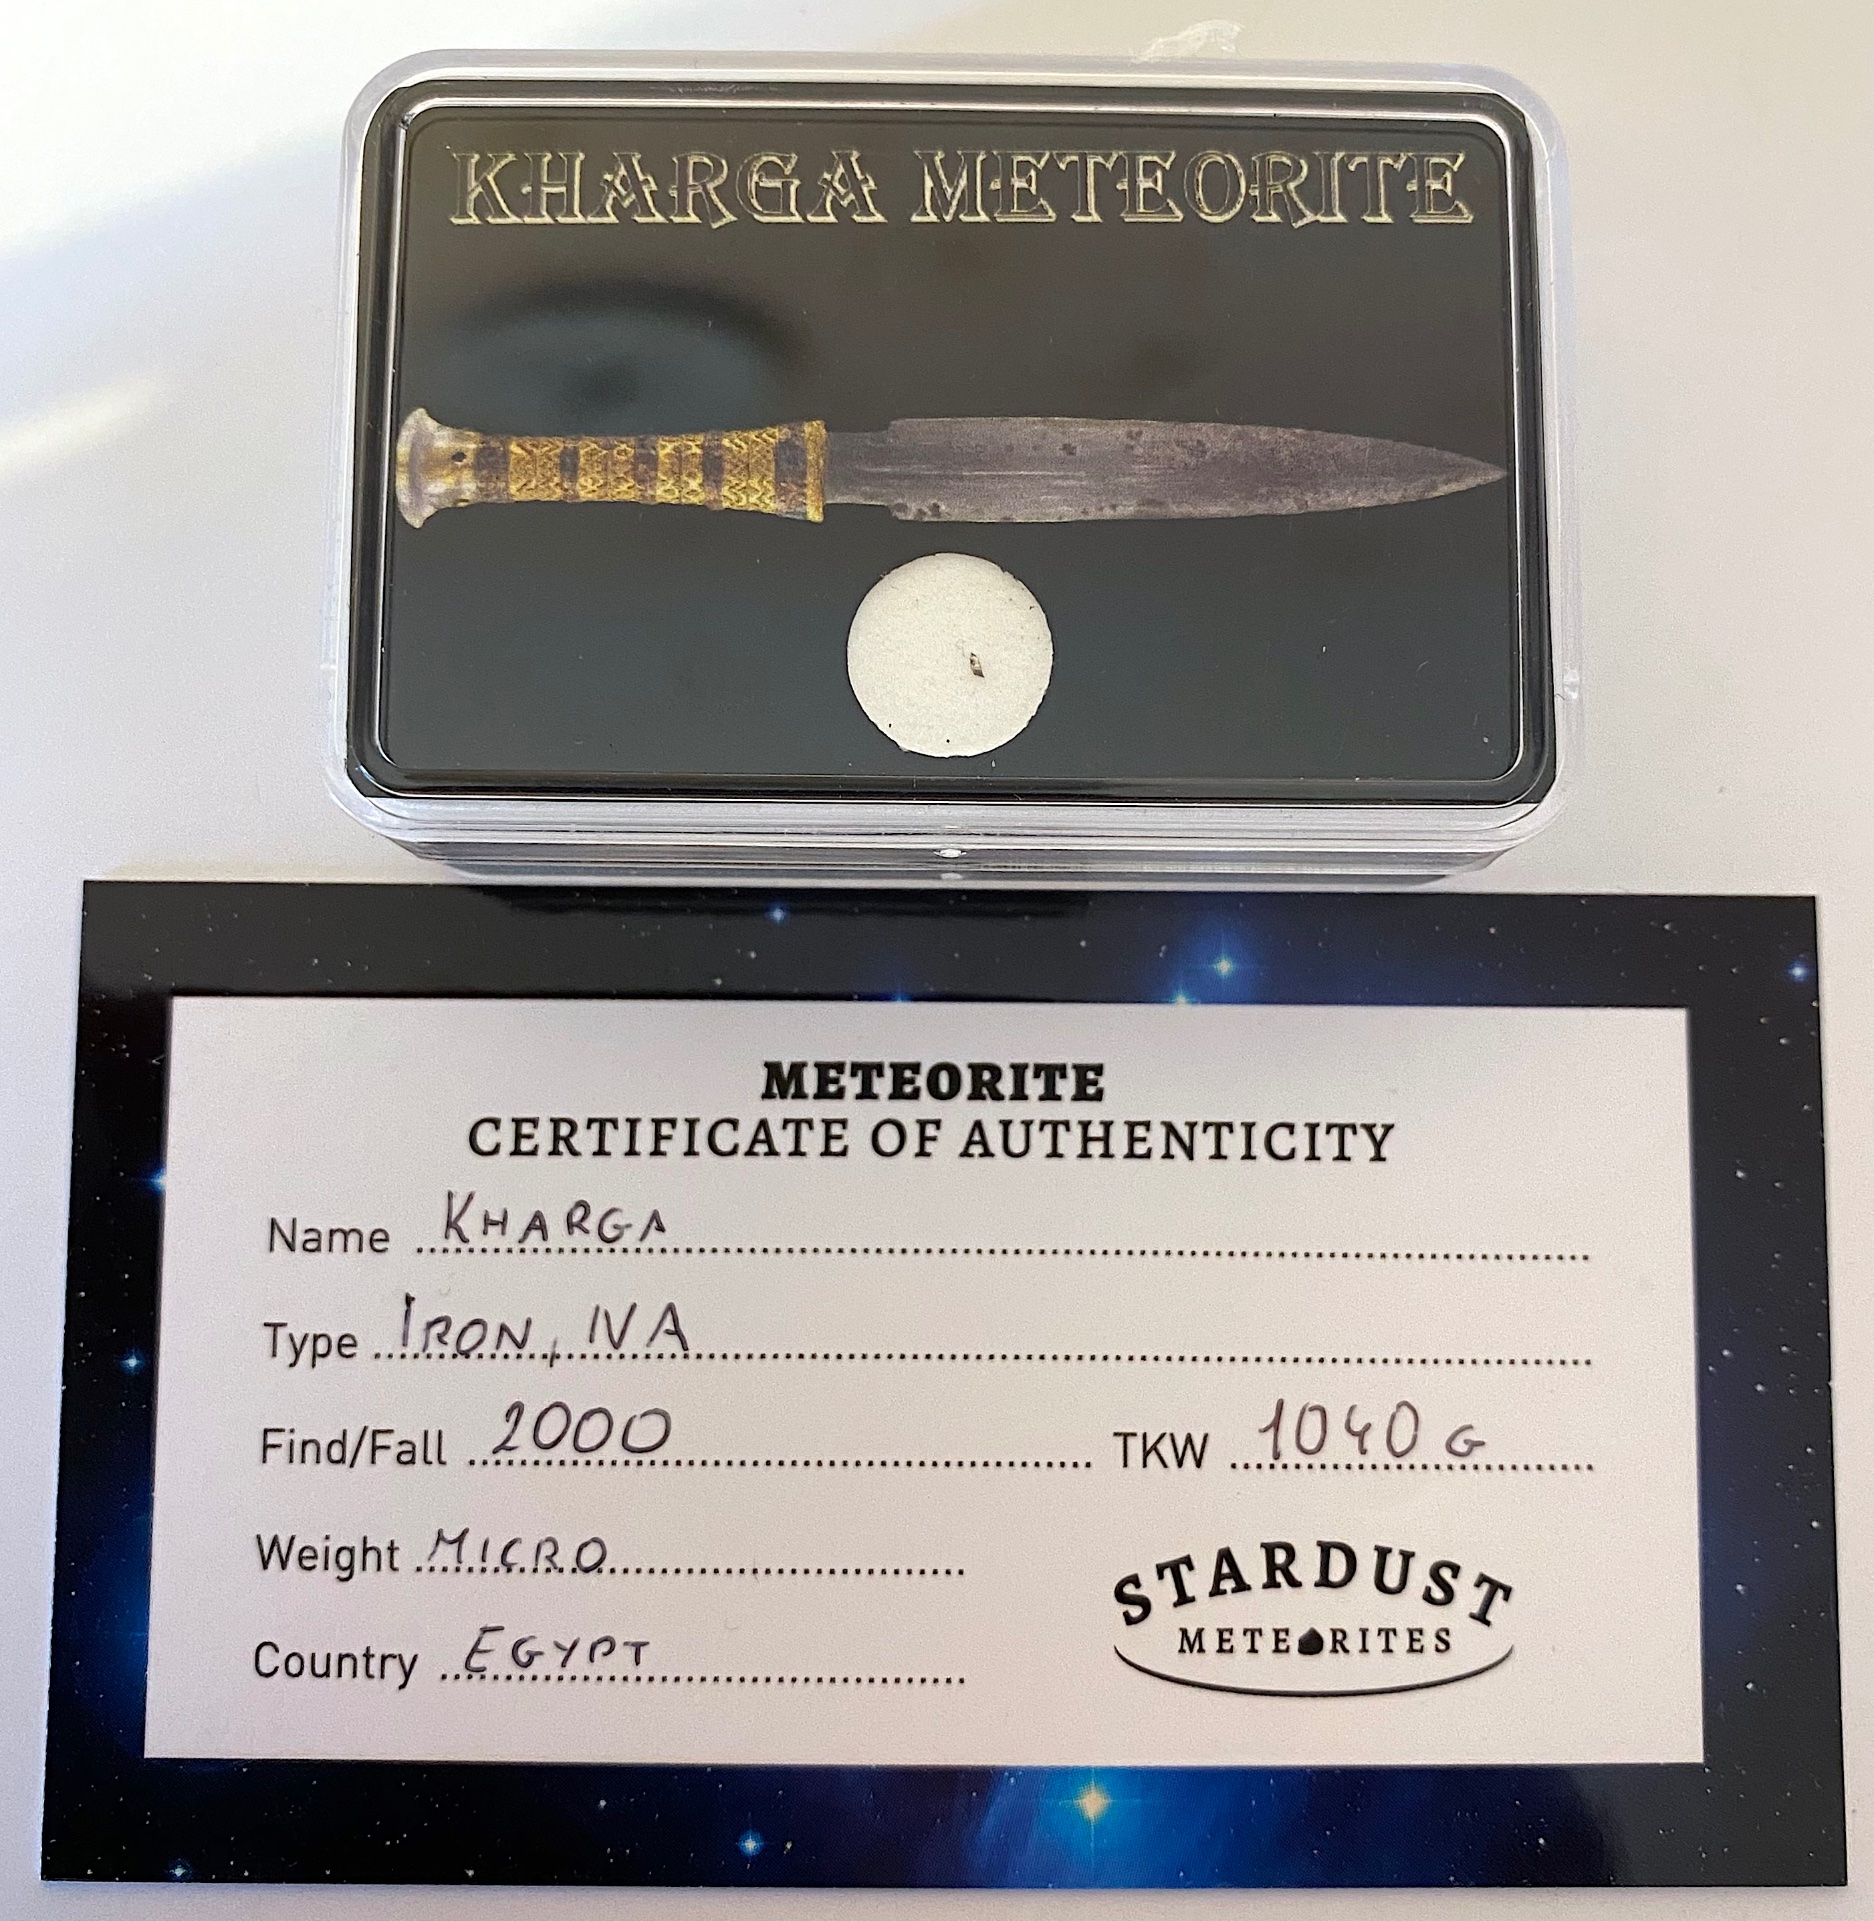 KHARGA METEORITE
METEORITE
CERTIFICATE OF AUTHENTICITY
Name KHARGA
Type IRON, IVA
Find/Fall 2000 TKW 1040 G
Weight MICRO
Country EGYPT
STARDUST
METEORITES